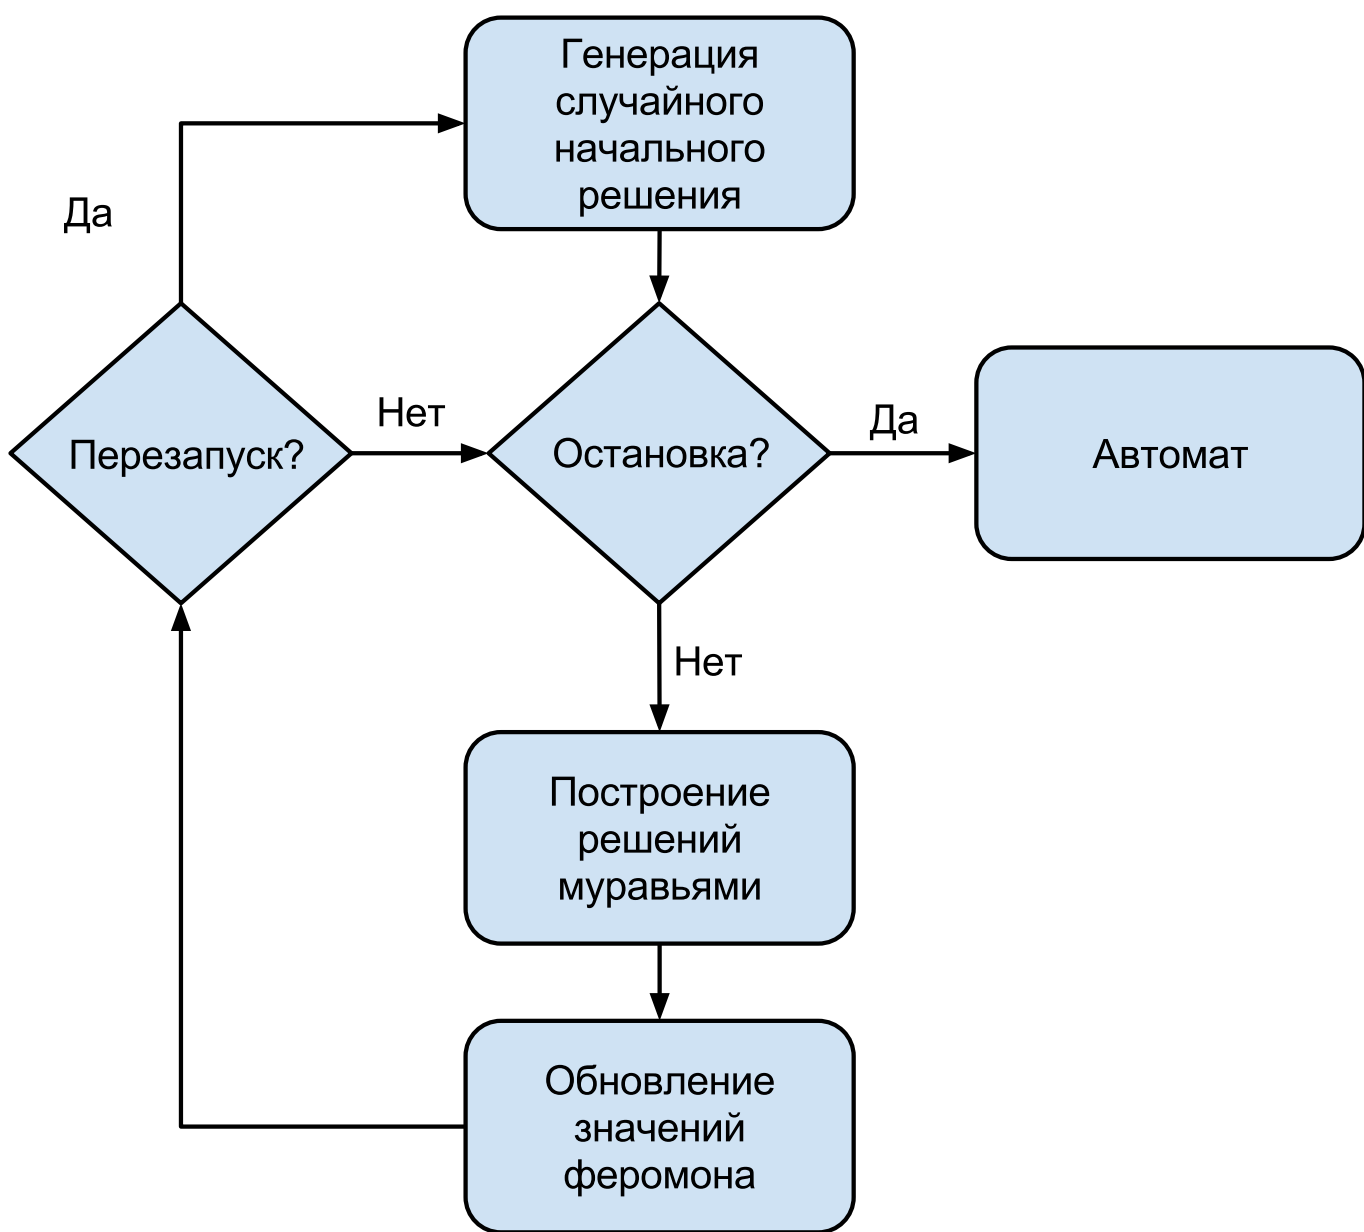 Генерация
случайного
начального
решения
Да
Перезапуск?
Нет
Остановка?
Да
Автомат
Нет
Построение
решений
муравьями
Обновление
значений
феромона